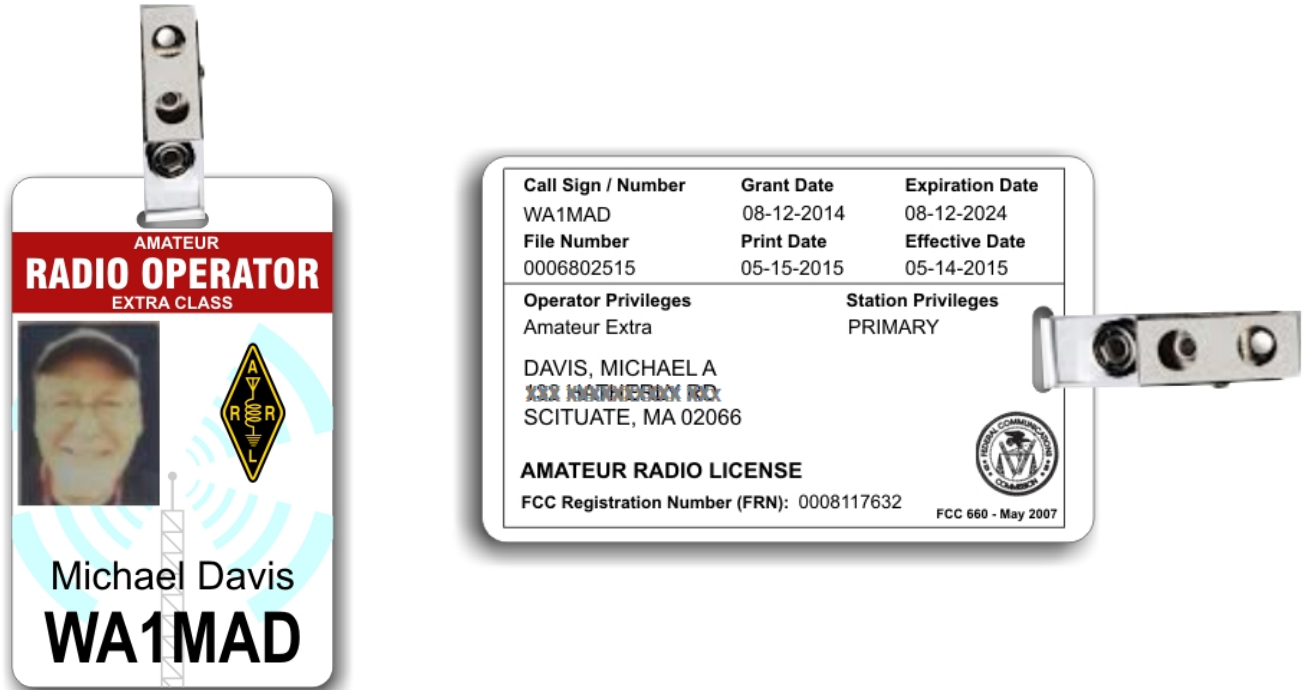 AMATEUR
RADIO OPERATOR
EXTRA CLASS
A
R R
L
Michael Davis
WA1MAD
Call Sign / Number Grant Date Expiration Date
WA1MAD 08-12-2014 08-12-2024
File Number Print Date Effective Date
0006802515 05-15-2015 05-14-2015
Operator Privileges Station Privileges
Amateur Extra PRIMARY
DAVIS, MICHAEL A
SCITUATE, MA 02066
FEDERAL COMMUNICATIONS
COMMISSION
AMATEUR RADIO LICENSE
FCC Registration Number (FRN): 0008117632
FCC 660 - May 2007